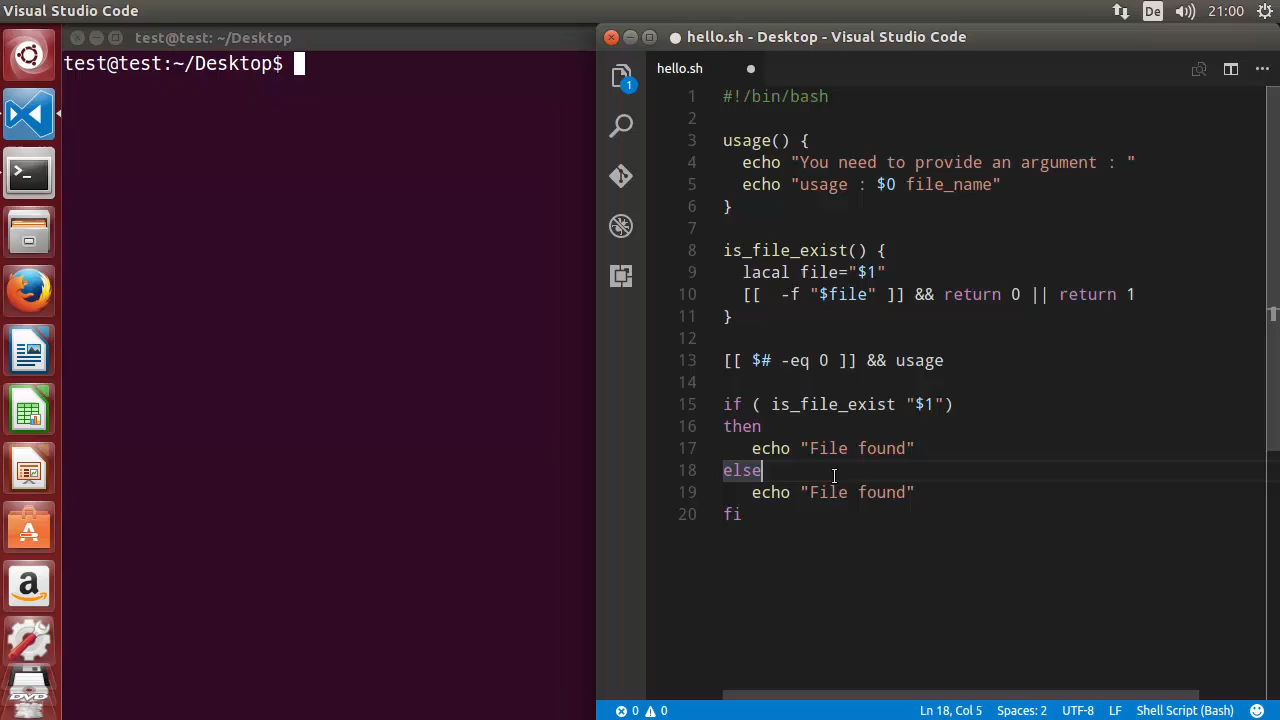 Visual Studio Code
De
21:00
test@test: ~/Desktop
test@test:~/Desktop$
hello.sh - Desktop - Visual Studio Code
hello.sh
1
1 #!/bin/bash
2
3 usage() {
4 echo "You need to provide an argument : "
5 echo "usage : $0 file_name"
6 }
7
8 is_file_exist() {
9 lacal file="$1"
10 [[ -f "$file" ]] && return 0 || return 1
11 }
12
13 [[ $# -eq 0 ]] && usage
14
15 if ( is_file_exist "$1")
16 then
17 echo "File found"
18 else
19 echo "File found"
20 fi
0 0
Ln 18, Col 5
Spaces: 2
UTF-8
LF
Shell Script (Bash)
DVD